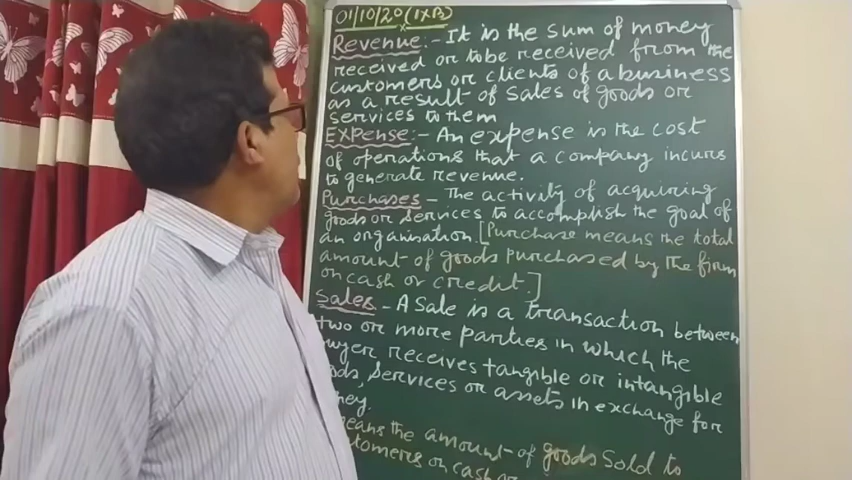 01/10/20 (IXB)
Revenue:- It is the sum of money
received or to be received from the
customers or clients of a business
as a result of sales of goods or
services to them
Expense:- An expense is the cost
of operations that a company incurs
to generate revenue.
Purchases - The activity of acquiring
goods or services to accomplish the goal of
an organisation. [Purchase means the total
amount of goods purchased by the firm
on cash or credit.]
Sales - A Sale is a transaction between
two or more parties in which the
uyer receives tangible or intangible
ods, Services or assets in exchange for
ney.
means the amount of goods sold to
tomers on cash or